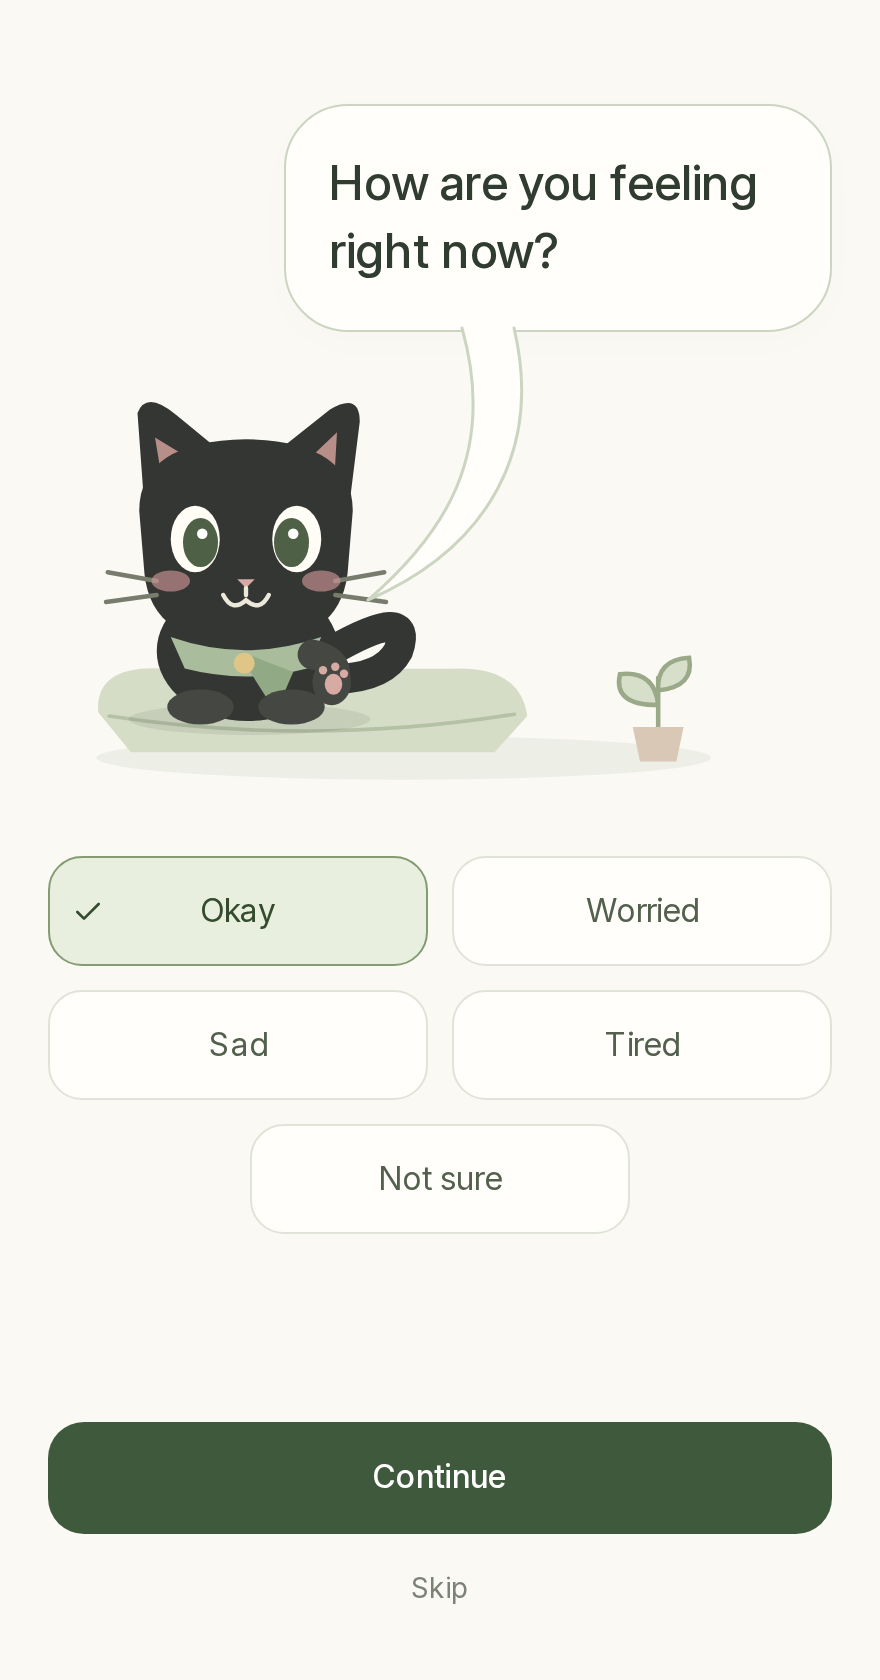 How are you feeling
right now?
Okay
Worried
Sad
Tired
Not sure
Continue
Skip